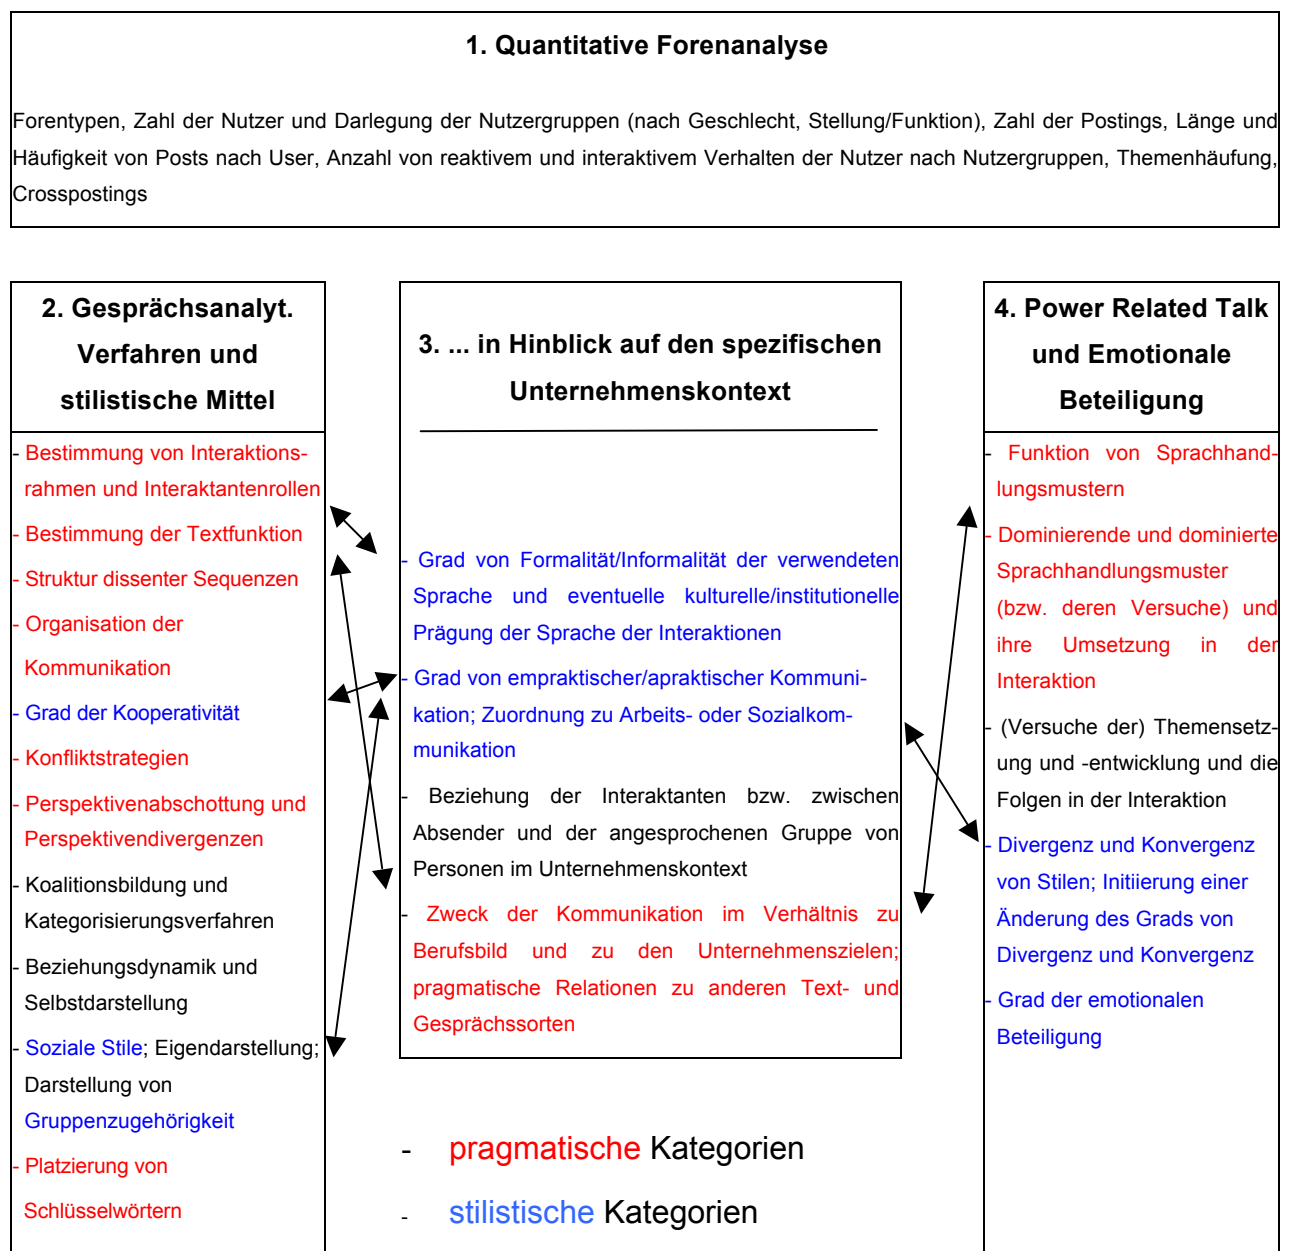 1. Quantitative Forenanalyse
Forentypen, Zahl der Nutzer und Darlegung der Nutzergruppen (nach Geschlecht, Stellung/Funktion), Zahl der Postings, Länge und
Häufigkeit von Posts nach User, Anzahl von reaktivem und interaktivem Verhalten der Nutzer nach Nutzergruppen, Themenhäufung,
Crosspostings
2. Gesprächsanalyt.
Verfahren und
stilistische Mittel
- Bestimmung von Interaktions-
rahmen und Interaktantenrollen
- Bestimmung der Textfunktion
- Struktur dissenter Sequenzen
- Organisation der
Kommunikation
- Grad der Kooperativität
- Konfliktstrategien
- Perspektivenabschottung und
Perspektivendivergenzen
- Koalitionsbildung und
Kategorisierungsverfahren
- Beziehungsdynamik und
Selbstdarstellung
- Soziale Stile; Eigendarstellung;
Darstellung von
Gruppenzugehörigkeit
- Platzierung von
Schlüsselwörtern
3. ... in Hinblick auf den spezifischen
Unternehmenskontext
- Grad von Formalität/Informalität der verwendeten
Sprache und eventuelle kulturelle/institutionelle
Prägung der Sprache der Interaktionen
- Grad von empraktischer/apraktischer Kommuni-
kation; Zuordnung zu Arbeits- oder Sozialkom-
munikation
- Beziehung der Interaktanten bzw. zwischen
Absender und der angesprochenen Gruppe von
Personen im Unternehmenskontext
- Zweck der Kommunikation im Verhältnis zu
Berufsbild und zu den Unternehmenszielen;
pragmatische Relationen zu anderen Text- und
Gesprächssorten
4. Power Related Talk
und Emotionale
Beteiligung
- Funktion von Sprachhand-
lungsmustern
- Dominierende und dominierte
Sprachhandlungsmuster
(bzw. deren Versuche) und
ihre Umsetzung in der
Interaktion
- (Versuche der) Themensetz-
ung und -entwicklung und die
Folgen in der Interaktion
- Divergenz und Konvergenz
von Stilen; Initiierung einer
Änderung des Grads von
Divergenz und Konvergenz
- Grad der emotionalen
Beteiligung
- pragmatische Kategorien
- stilistische Kategorien